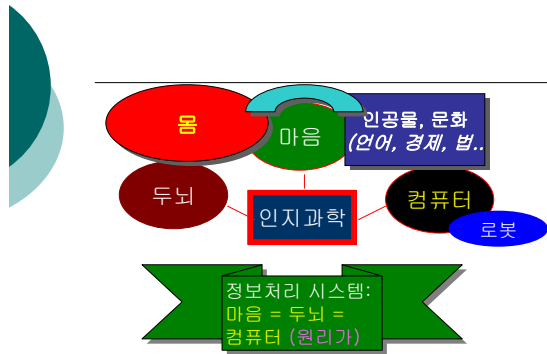 몸
마음
인공물, 문화
(언어, 경제, 법..
두뇌
인지과학
컴퓨터
로봇
정보처리 시스템:
마음 = 두뇌 =
컴퓨터 (원리가)